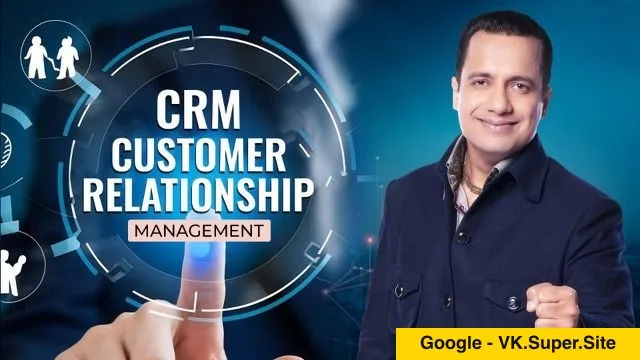 CRM
CUSTOMER
RELATIONSHIP
MANAGEMENT
Google - VK.Super.Site